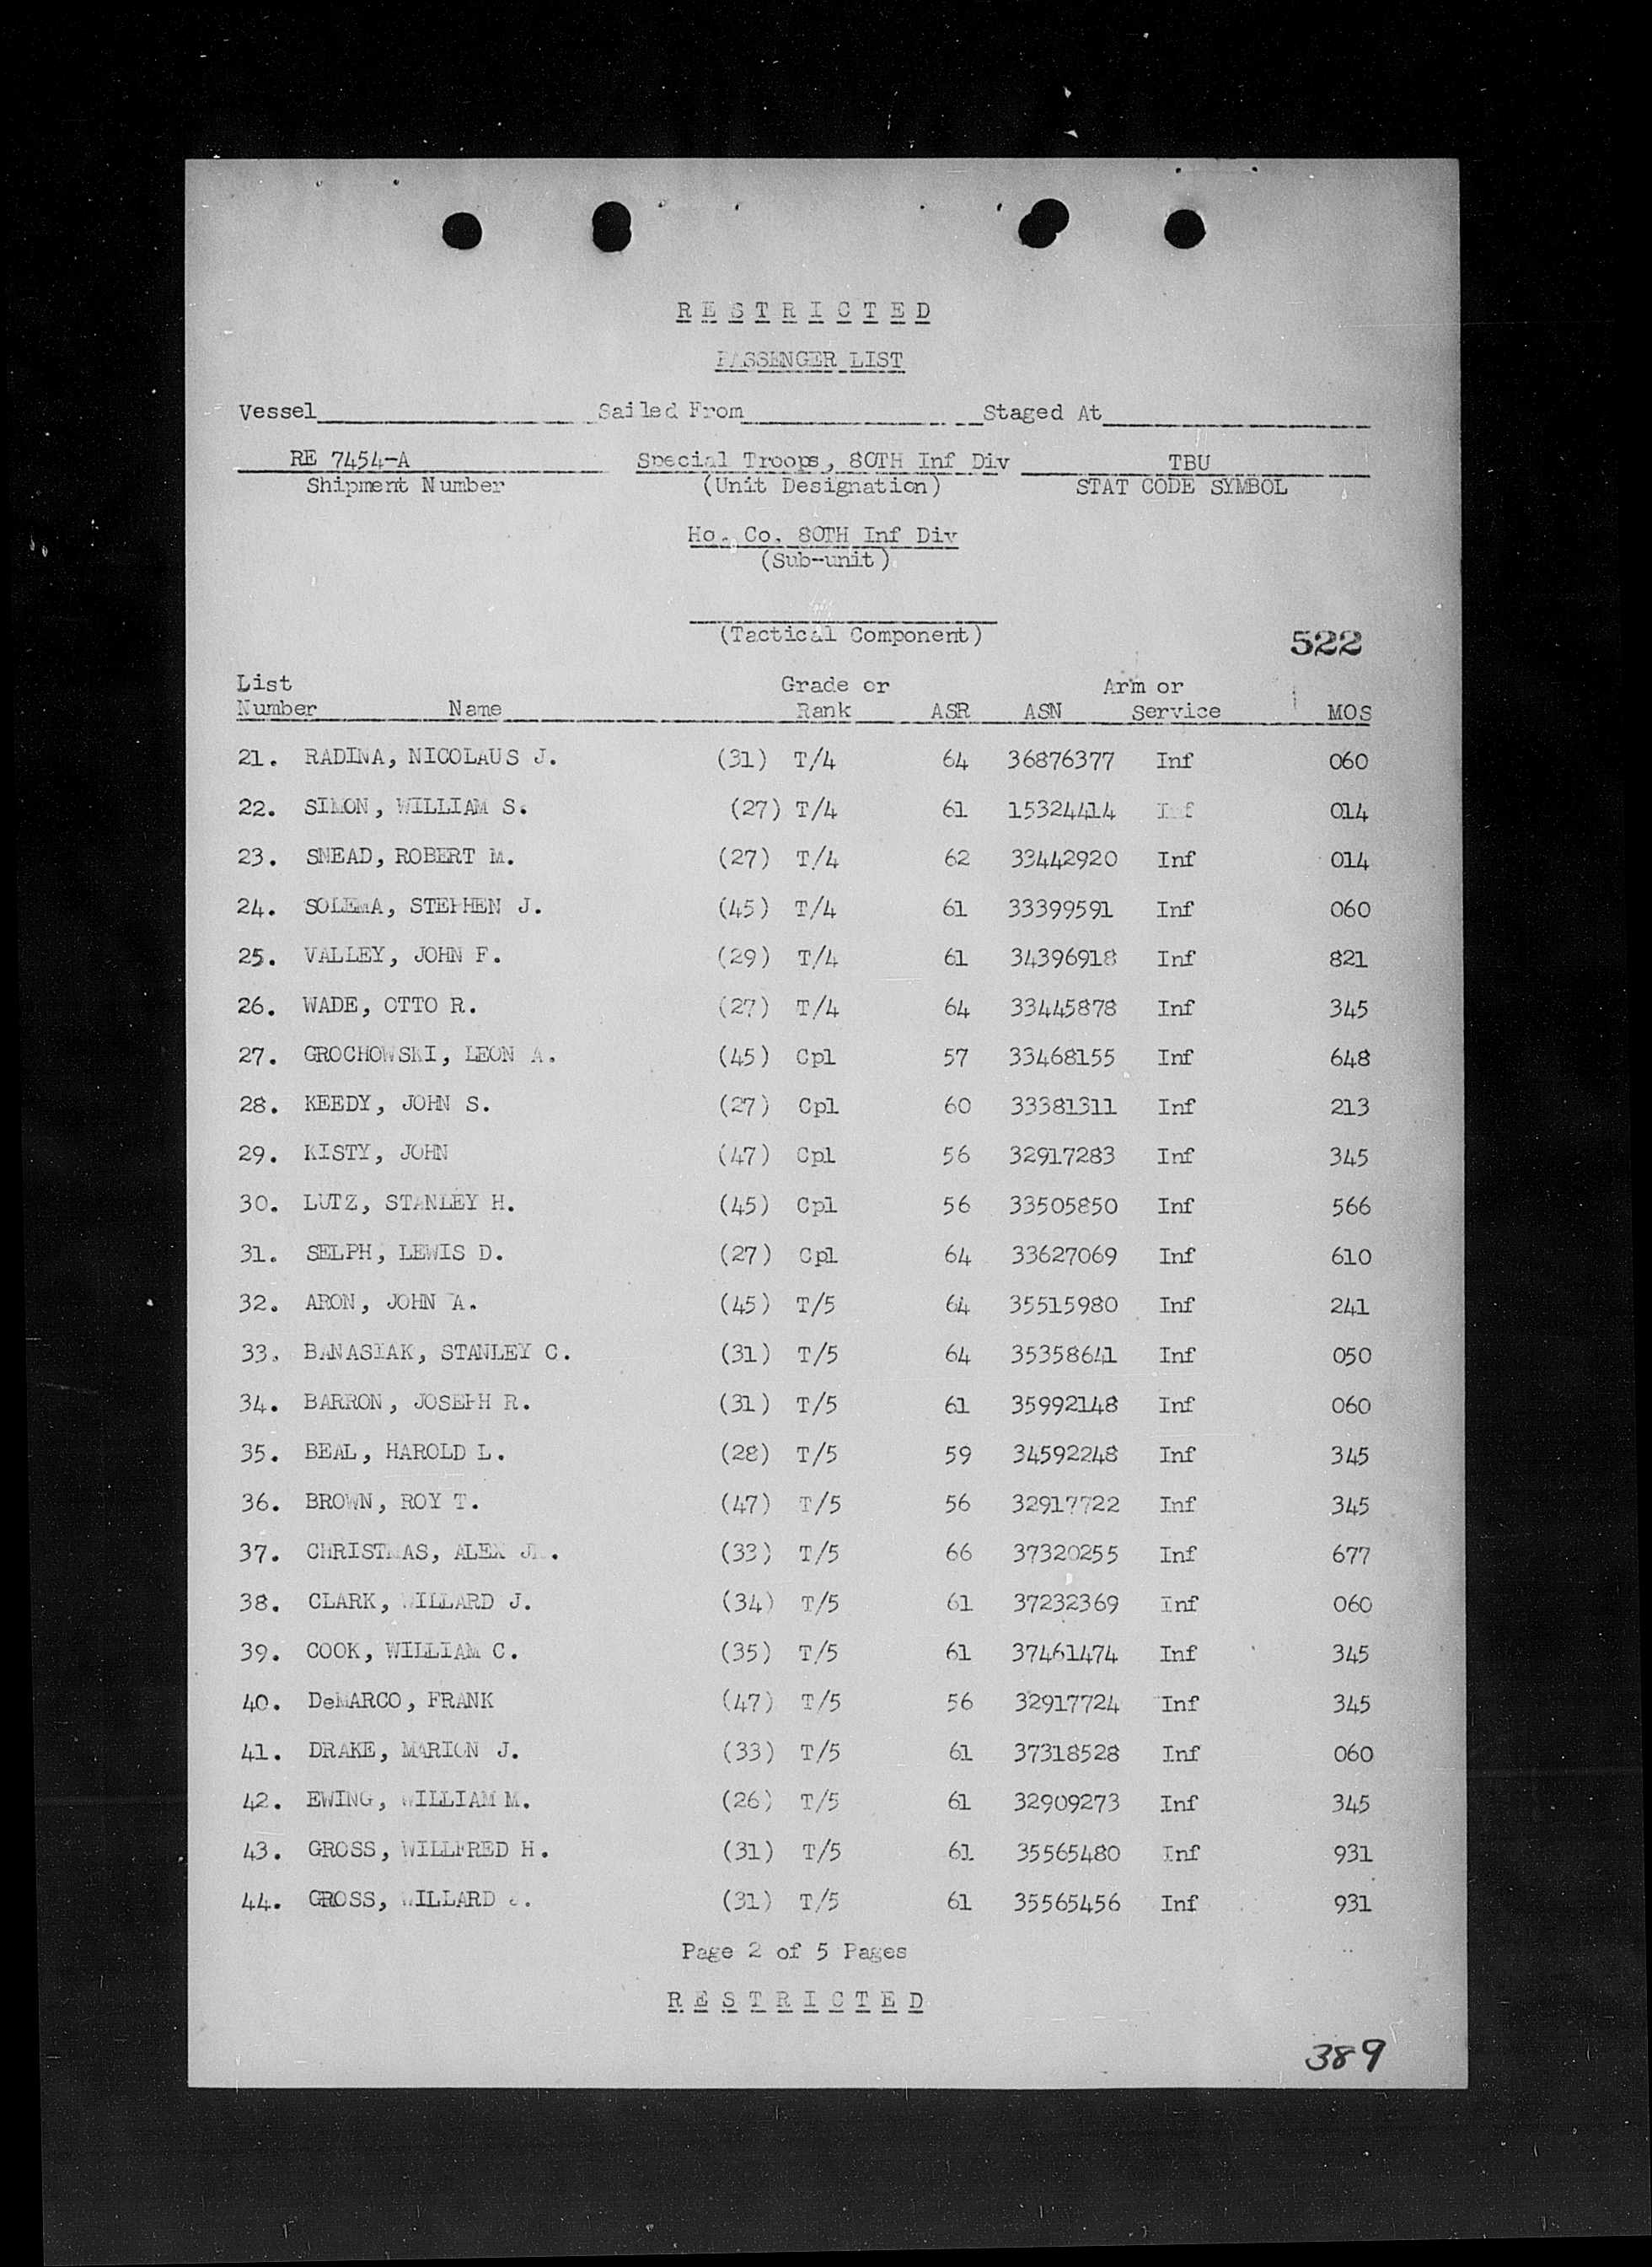 R E S T R I C T E D
PASSENGER LIST
Vessel Sailed From Staged At
RE 7454-A Special Troops, 80TH Inf Div TBU
Shipment Number (Unit Designation) STAT CODE SYMBOL
Hq. Co. 80TH Inf Div
(Sub-unit)
(Tactical Component)
522
List Grade or Arm or
Number Name Rank ASR ASN Service MOS
21. RADINA, NICOLAUS J. (31) T/4 64 36876377 Inf 060
22. SIMON, WILLIAM S. (27) T/4 61 15324414 Inf 014
23. SNEAD, ROBERT M. (27) T/4 62 33442920 Inf 014
24. SOLEMA, STEPHEN J. (45) T/4 61 33399591 Inf 060
25. VALLEY, JOHN F. (29) T/4 61 34396918 Inf 821
26. WADE, OTTO R. (27) T/4 64 33445878 Inf 345
27. GROCHOWSKI, LEON A. (45) Cpl 57 33468155 Inf 648
28. KEEDY, JOHN S. (27) Cpl 60 33381311 Inf 213
29. KISTY, JOHN (47) Cpl 56 32917283 Inf 345
30. LUTZ, STANLEY H. (45) Cpl 56 33505850 Inf 566
31. SELPH, LEWIS D. (27) Cpl 64 33627069 Inf 610
32. ARON, JOHN A. (45) T/5 64 35515980 Inf 241
33. BANASIAK, STANLEY C. (31) T/5 64 35358641 Inf 050
34. BARRON, JOSEPH R. (31) T/5 61 35992148 Inf 060
35. BEAL, HAROLD L. (28) T/5 59 34592248 Inf 345
36. BROWN, ROY T. (47) T/5 56 32917722 Inf 345
37. CHRISTMAS, ALEX JR. (33) T/5 66 37320255 Inf 677
38. CLARK, WILLARD J. (34) T/5 61 37232369 Inf 060
39. COOK, WILLIAM C. (35) T/5 61 37461474 Inf 345
40. DeMARCO, FRANK (47) T/5 56 32917724 Inf 345
41. DRAKE, MARION J. (33) T/5 61 37318528 Inf 060
42. EWING, WILLIAM M. (26) T/5 61 32909273 Inf 345
43. GROSS, WILLFRED H. (31) T/5 61 35565480 Inf 931
44. GROSS, WILLARD (31) T/5 61 35565456 Inf 931
Page 2 of 5 Pages
R E S T R I C T E D
389